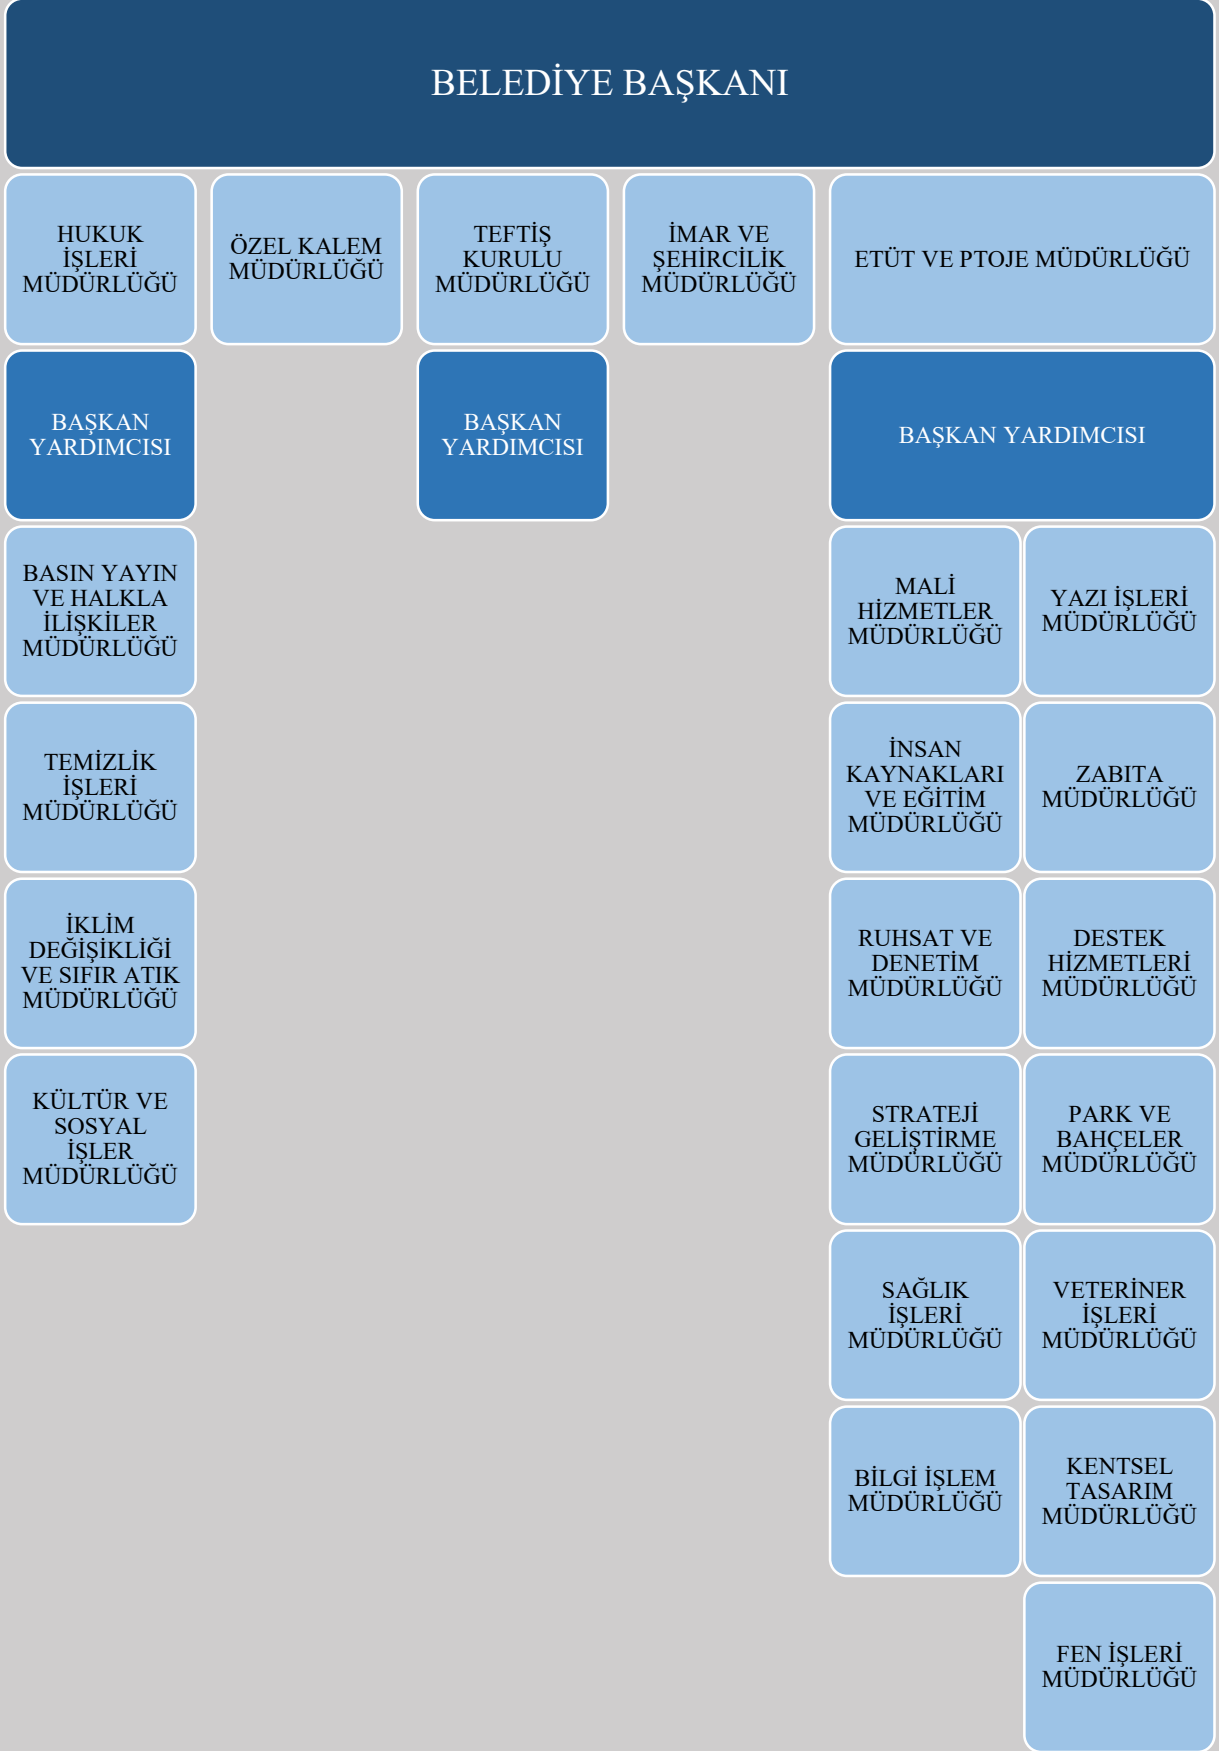 BELEDİYE BAŞKANI
HUKUK
İŞLERİ
MÜDÜRLÜĞÜ
ÖZEL KALEM
MÜDÜRLÜĞÜ
TEFTİŞ
KURULU
MÜDÜRLÜĞÜ
İMAR VE
ŞEHİRCİLİK
MÜDÜRLÜĞÜ
ETÜT VE PTOJE MÜDÜRLÜĞÜ
BAŞKAN
YARDIMCISI
BAŞKAN
YARDIMCISI
BAŞKAN YARDIMCISI
BASIN YAYIN
VE HALKLA
İLİŞKİLER
MÜDÜRLÜĞÜ
MALİ
HİZMETLER
MÜDÜRLÜĞÜ
YAZI İŞLERİ
MÜDÜRLÜĞÜ
TEMİZLİK
İŞLERİ
MÜDÜRLÜĞÜ
İNSAN
KAYNAKLARI
VE EĞİTİM
MÜDÜRLÜĞÜ
ZABITA
MÜDÜRLÜĞÜ
İKLİM
DEĞİŞİKLİĞİ
VE SIFIR ATIK
MÜDÜRLÜĞÜ
RUHSAT VE
DENETİM
MÜDÜRLÜĞÜ
DESTEK
HİZMETLERİ
MÜDÜRLÜĞÜ
KÜLTÜR VE
SOSYAL
İŞLER
MÜDÜRLÜĞÜ
STRATEJİ
GELİŞTİRME
MÜDÜRLÜĞÜ
PARK VE
BAHÇELER
MÜDÜRLÜĞÜ
SAĞLIK
İŞLERİ
MÜDÜRLÜĞÜ
VETERİNER
İŞLERİ
MÜDÜRLÜĞÜ
BİLGİ İŞLEM
MÜDÜRLÜĞÜ
KENTSEL
TASARIM
MÜDÜRLÜĞÜ
FEN İŞLERİ
MÜDÜRLÜĞÜ